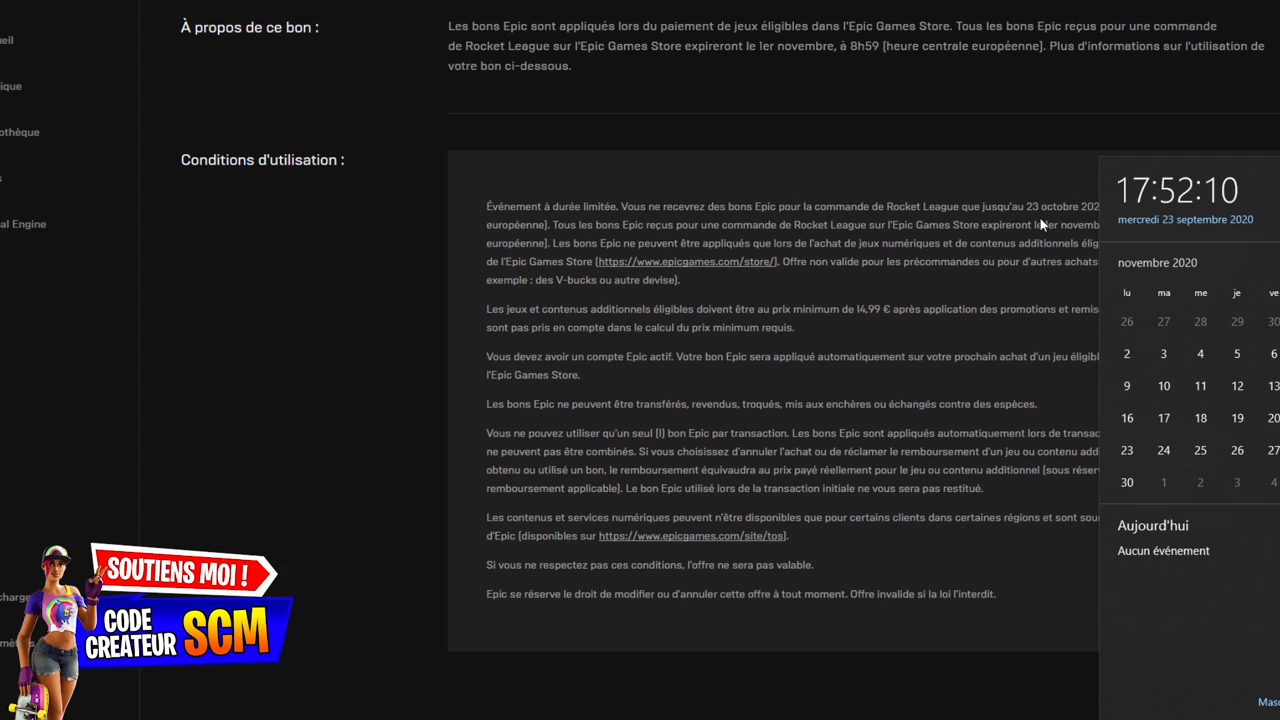 À propos de ce bon :
Les bons Epic sont appliqués lors du paiement de jeux éligibles dans l'Epic Games Store. Tous les bons Epic reçus pour une commande
de Rocket League sur l'Epic Games Store expireront le 1er novembre, à 8h59 (heure centrale européenne). Plus d'informations sur l'utilisation de
votre bon ci-dessous.
Conditions d'utilisation :
Événement à durée limitée. Vous ne recevrez des bons Epic pour la commande de Rocket League que jusqu'au 23 octobre 202
européenne). Tous les bons Epic reçus pour une commande de Rocket League sur l'Epic Games Store expireront le 1er novemb
européenne). Les bons Epic ne peuvent être appliqués que lors de l'achat de jeux numériques et de contenus additionnels élig
de l'Epic Games Store (https://www.epicgames.com/store/). Offre non valide pour les précommandes ou pour d'autres achats
exemple : des V-bucks ou autre devise).
Les jeux et contenus additionnels éligibles doivent être au prix minimum de 14,99 € après application des promotions et remise
sont pas pris en compte dans le calcul du prix minimum requis.
Vous devez avoir un compte Epic actif. Votre bon Epic sera appliqué automatiquement sur votre prochain achat d'un jeu éligibl
l'Epic Games Store.
Les bons Epic ne peuvent être transférés, revendus, troqués, mis aux enchères ou échangés contre des espèces.
Vous ne pouvez utiliser qu'un seul (1) bon Epic par transaction. Les bons Epic sont appliqués automatiquement lors de transac
ne peuvent pas être combinés. Si vous choisissez d'annuler l'achat ou de réclamer le remboursement d'un jeu ou contenu add
obtenu ou utilisé un bon, le remboursement équivaudra au prix payé réellement pour le jeu ou contenu additionnel (sous réserv
remboursement applicable). Le bon Epic utilisé lors de la transaction initiale ne vous sera pas restitué.
Les contenus et services numériques peuvent n'être disponibles que pour certains clients dans certaines régions et sont sou
d'Epic (disponibles sur https://www.epicgames.com/site/tos).
Si vous ne respectez pas ces conditions, l'offre ne sera pas valable.
Epic se réserve le droit de modifier ou d'annuler cette offre à tout moment. Offre invalide si la loi l'interdit.
eil
ique
othèque
s
al Engine
charge
mèt
17:52:10
mercredi 23 septembre 2020
novembre 2020
lu ma me je ve
26 27 28 29 30
2 3 4 5 6
9 10 11 12 13
16 17 18 19 20
23 24 25 26 27
30 1 2 3 4
Aujourd'hui
Aucun événement
Masq
SOUTIENS MOI !
CODE
CREATEUR SCM